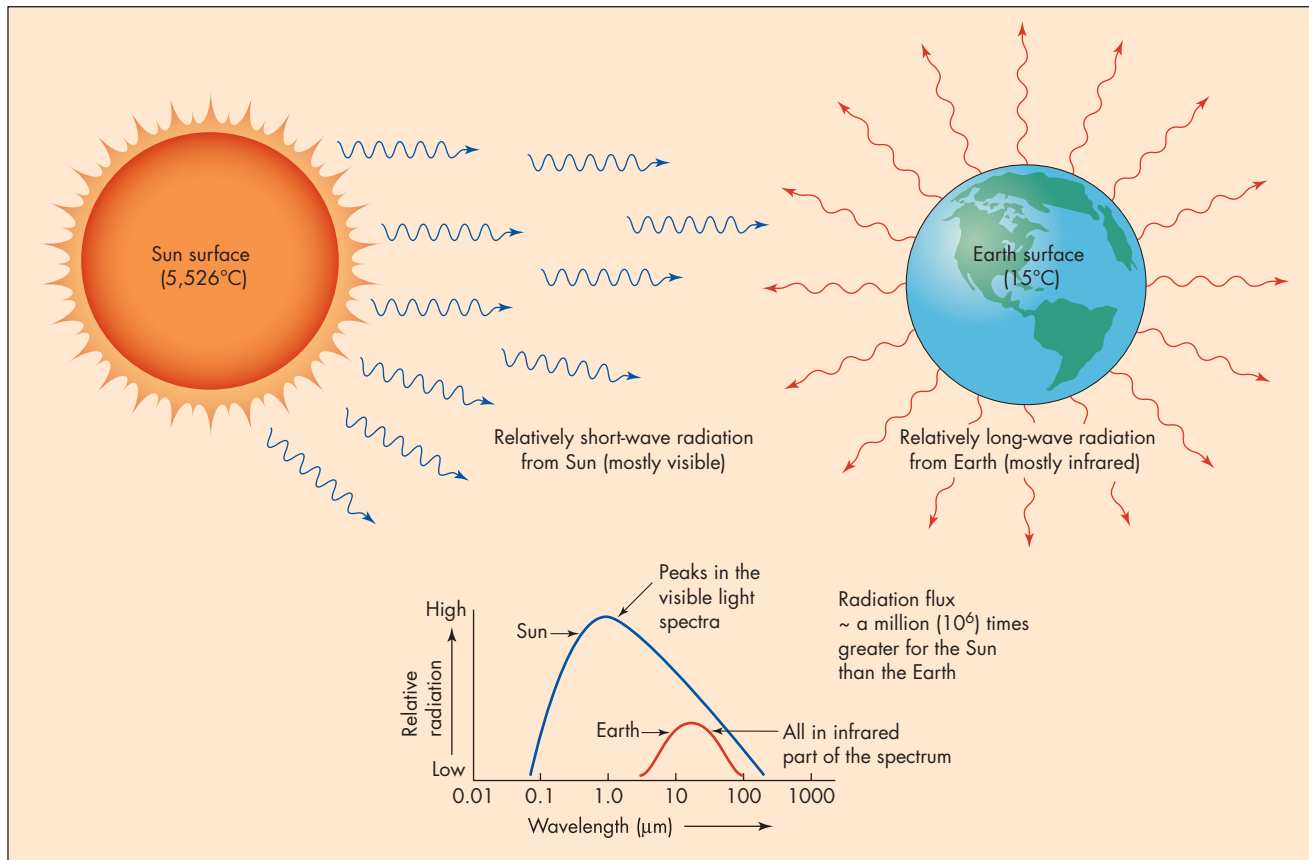 Sun surface
(5,526°C)
Earth surface
(15°C)
Relatively short-wave radiation
from Sun (mostly visible)
Relatively long-wave radiation
from Earth (mostly infrared)
Peaks in the
visible light
spectra
Radiation flux
~ a million (10⁶) times
greater for the Sun
than the Earth
High
Sun
Relative
radiation
Earth
All in infrared
part of the spectrum
Low
0.01 0.1 1.0 10 100 1000
Wavelength (μm)